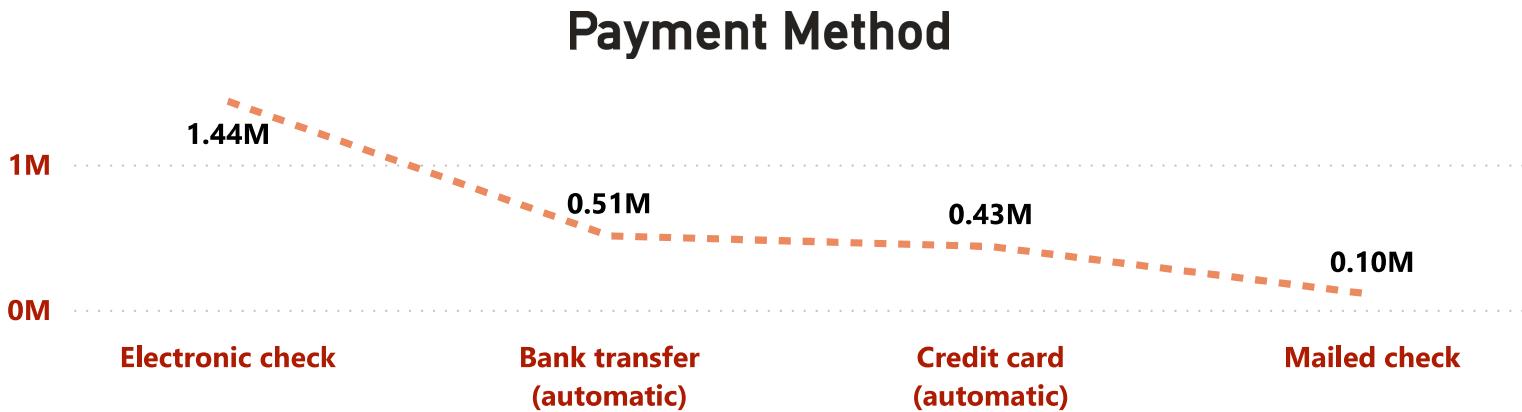 Payment Method
1.44M
1M
0.51M
0.43M
0.10M
0M
Electronic check
Bank transfer
(automatic)
Credit card
(automatic)
Mailed check